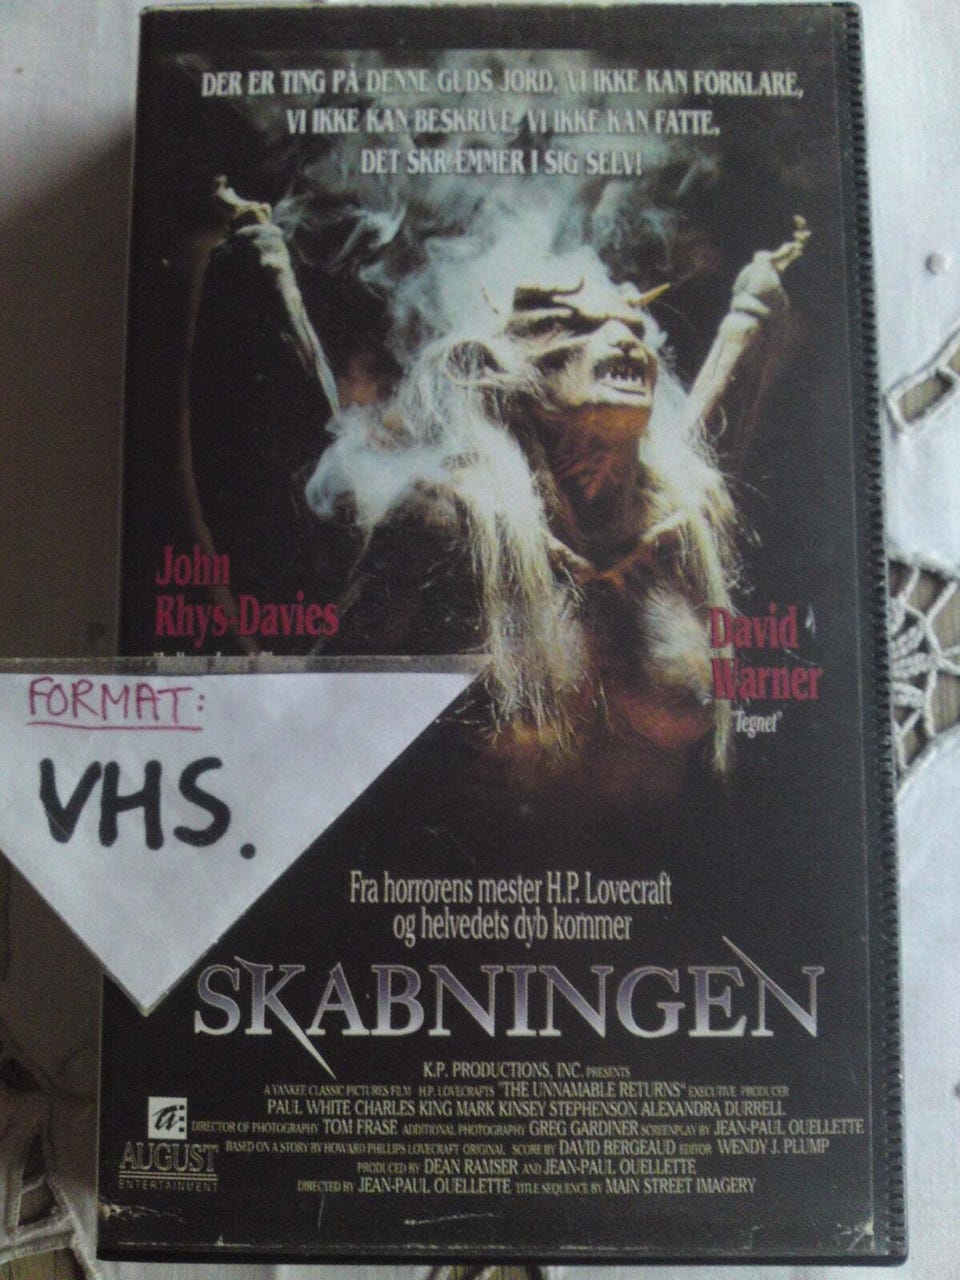 DER ER TING PÅ DENNE GUDS JORD, VI IKKE KAN FORKLARE,
VI IKKE KAN BESKRIVE, VI IKKE KAN FATTE.
DET SKRÆMMER I SIG SELV!
John
Rhys-Davies
David
Warner
"Tegnet"
FORMAT:
VHS.
Fra horrorens mester H.P. Lovecraft
og helvedets dyb kommer
SKABNINGEN
K.P. PRODUCTIONS, INC. PRESENTS
A YANKEE CLASSIC PICTURES FILM H.P. LOVECRAFTS "THE UNNAMABLE RETURNS" EXECUTIVE PRODUCER
PAUL WHITE CHARLES KING MARK KINSEY STEPHENSON ALEXANDRA DURRELL
DIRECTOR OF PHOTOGRAPHY TOM FRASE ADDITIONAL PHOTOGRAPHY GREG GARDINER SCREENPLAY BY JEAN-PAUL OUELLETTE
BASED ON A STORY BY HOWARD PHILLIPS LOVECRAFT ORIGINAL SCORE BY DAVID BERGEAUD EDITOR WENDY J. PLUMP
PRODUCED BY DEAN RAMSER AND JEAN-PAUL OUELLETTE
DIRECTED BY JEAN-PAUL OUELLETTE TITLE SEQUENCE BY MAIN STREET IMAGERY
a:
AUGUST
ENTERTAINMENT